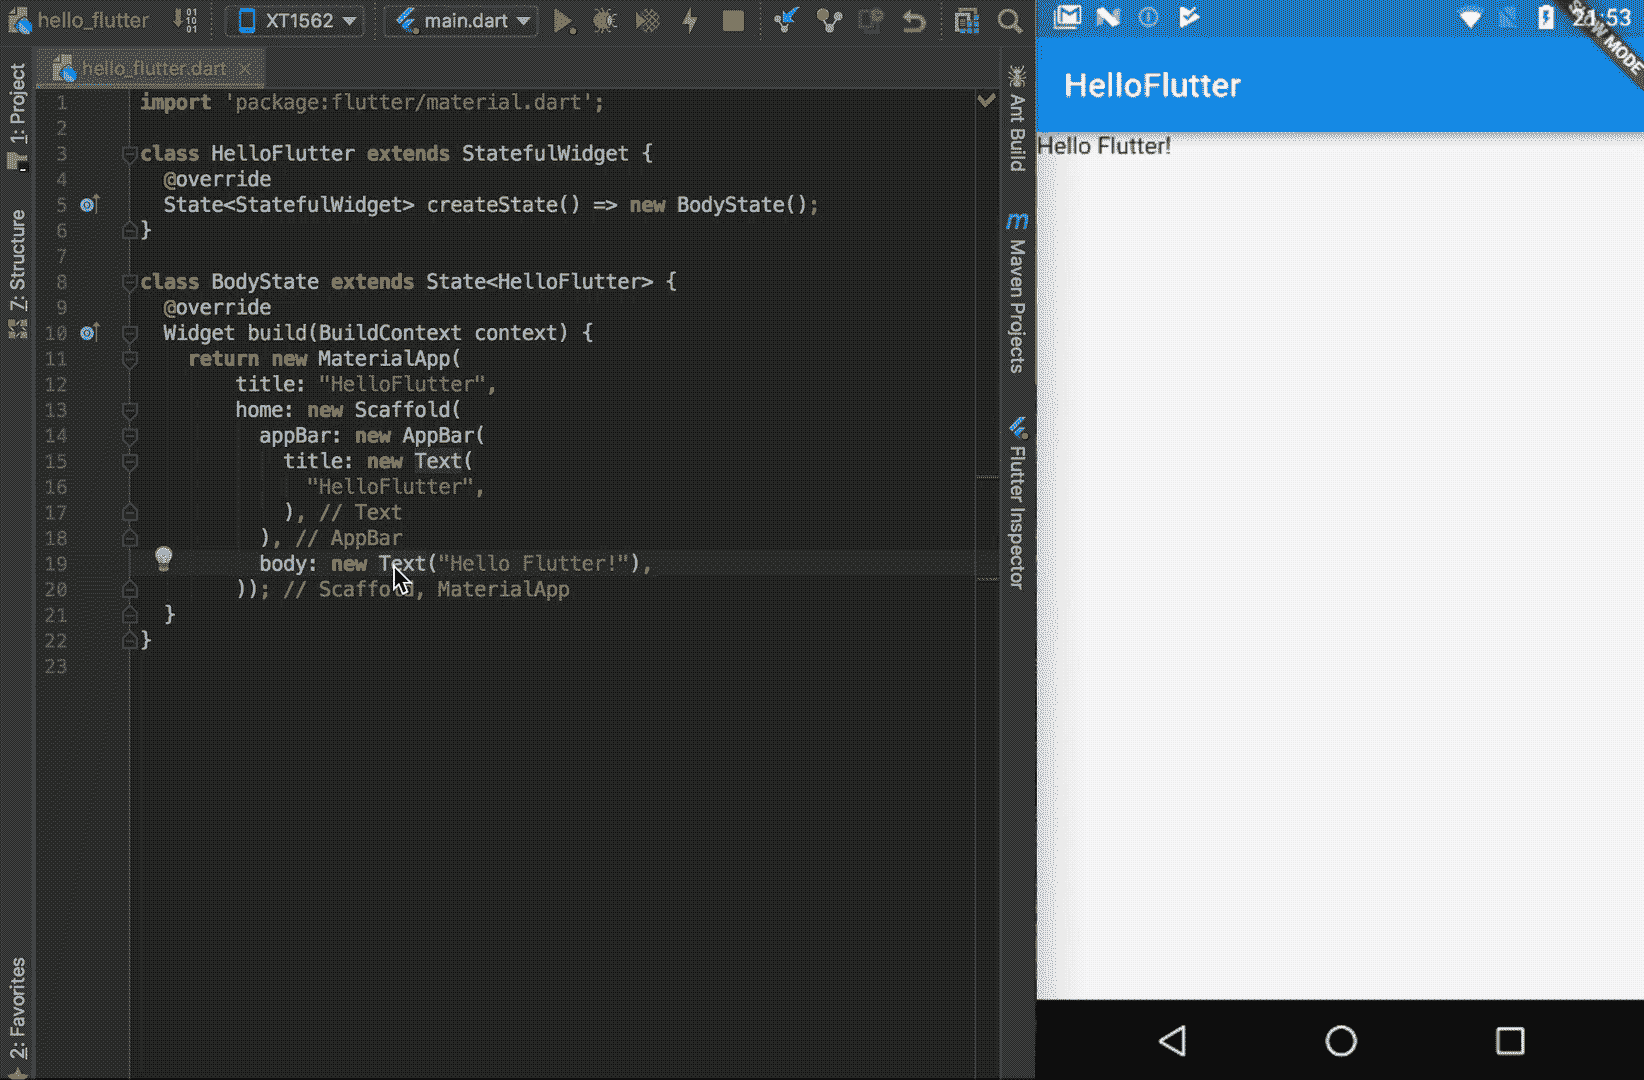 hello_flutter
XT1562
main.dart
1: Project
7: Structure
2: Favorites
hello_flutter.dart
1 import 'package:flutter/material.dart';
2
3 class HelloFlutter extends StatefulWidget {
4 @override
5 State<StatefulWidget> createState() => new BodyState();
6 }
7
8 class BodyState extends State<HelloFlutter> {
9 @override
10 Widget build(BuildContext context) {
11 return new MaterialApp(
12 title: "HelloFlutter",
13 home: new Scaffold(
14 appBar: new AppBar(
15 title: new Text(
16 "HelloFlutter",
17 ), // Text
18 ), // AppBar
19 body: new Text("Hello Flutter!"),
20 )); // Scaffold, MaterialApp
21 }
22 }
23
Ant Build
Maven Projects
Flutter Inspector
21:53
SLOW MODE
HelloFlutter
Hello Flutter!